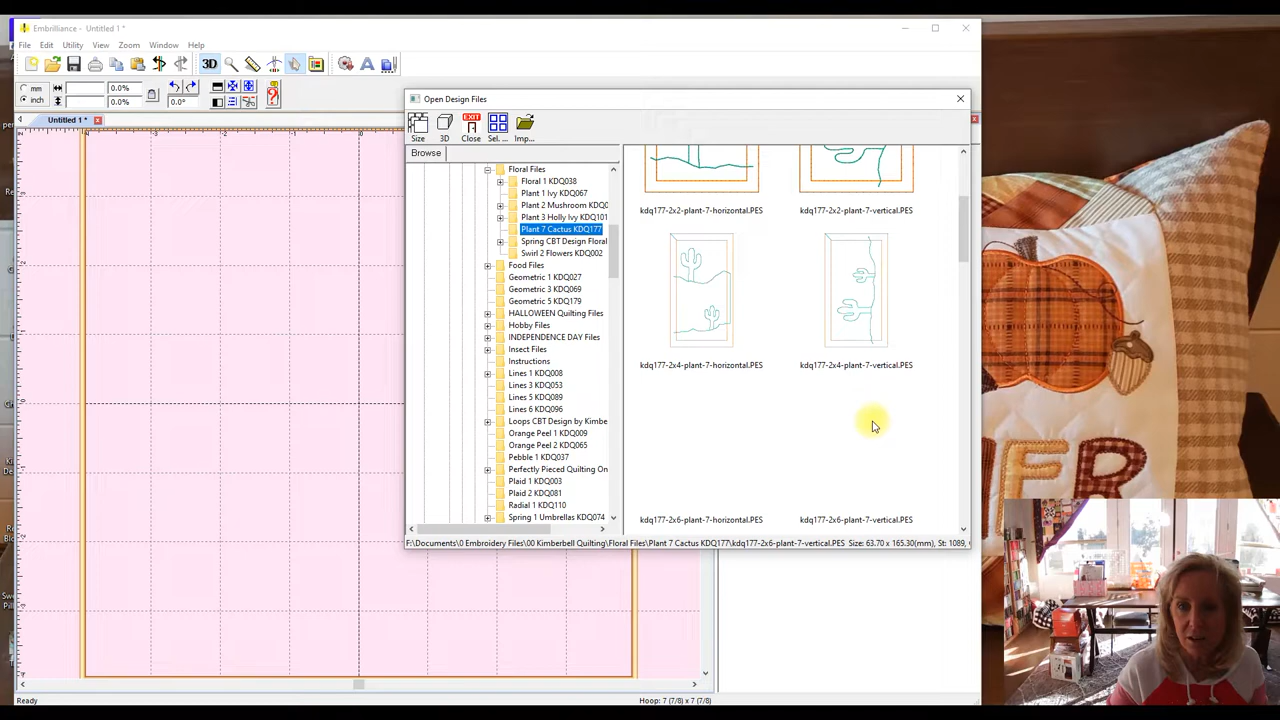 Embrilliance - Untitled 1 *
File Edit Utility View Zoom Window Help
3D
mm
inch
0.0%
0.0%
0.0°
Untitled 1 *
Open Design Files
Size 3D Close Sel. ... Imp...
EXIT
Browse
Floral Files
Floral 1 KDQ038
Plant 1 Ivy KDQ067
Plant 2 Mushroom KDQ0
Plant 3 Holly Ivy KDQ101
Plant 7 Cactus KDQ177
Spring CBT Design Floral
Swirl 2 Flowers KDQ002
Food Files
Geometric 1 KDQ027
Geometric 3 KDQ069
Geometric 5 KDQ179
HALLOWEEN Quilting Files
Hobby Files
INDEPENDENCE DAY Files
Insect Files
Instructions
Lines 1 KDQ008
Lines 3 KDQ053
Lines 5 KDQ089
Lines 6 KDQ096
Loops CBT Design by Kimbe
Orange Peel 1 KDQ009
Orange Peel 2 KDQ065
Pebble 1 KDQ037
Perfectly Pieced Quilting On
Plaid 1 KDQ003
Plaid 2 KDQ081
Radial 1 KDQ110
Spring 1 Umbrellas KDQ074
kdq177-2x2-plant-7-horizontal.PES
kdq177-2x2-plant-7-vertical.PES
kdq177-2x4-plant-7-horizontal.PES
kdq177-2x4-plant-7-vertical.PES
kdq177-2x6-plant-7-horizontal.PES
kdq177-2x6-plant-7-vertical.PES
F:\Documents\0 Embroidery Files\00 Kimberbell Quilting\Floral Files\Plant 7 Cactus KDQ177\kdq177-2x6-plant-7-vertical.PES Size: 63.70 x 165.30(mm), St: 1089,
Ready
Hoop: 7 (7/8) x 7 (7/8)